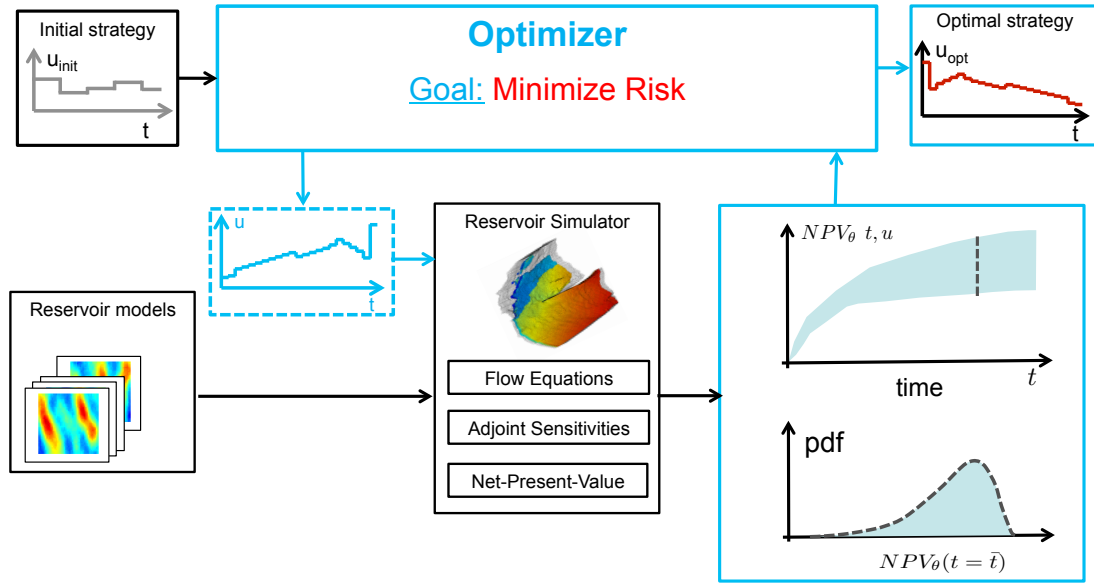 Initial strategy
u_init
t
Optimizer
Goal: Minimize Risk
Optimal strategy
u_opt
t
u
t
Reservoir models
Reservoir Simulator
Flow Equations
Adjoint Sensitivities
Net-Present-Value
NPV_θ t, u
t
time
pdf
NPV_θ(t = t̄)